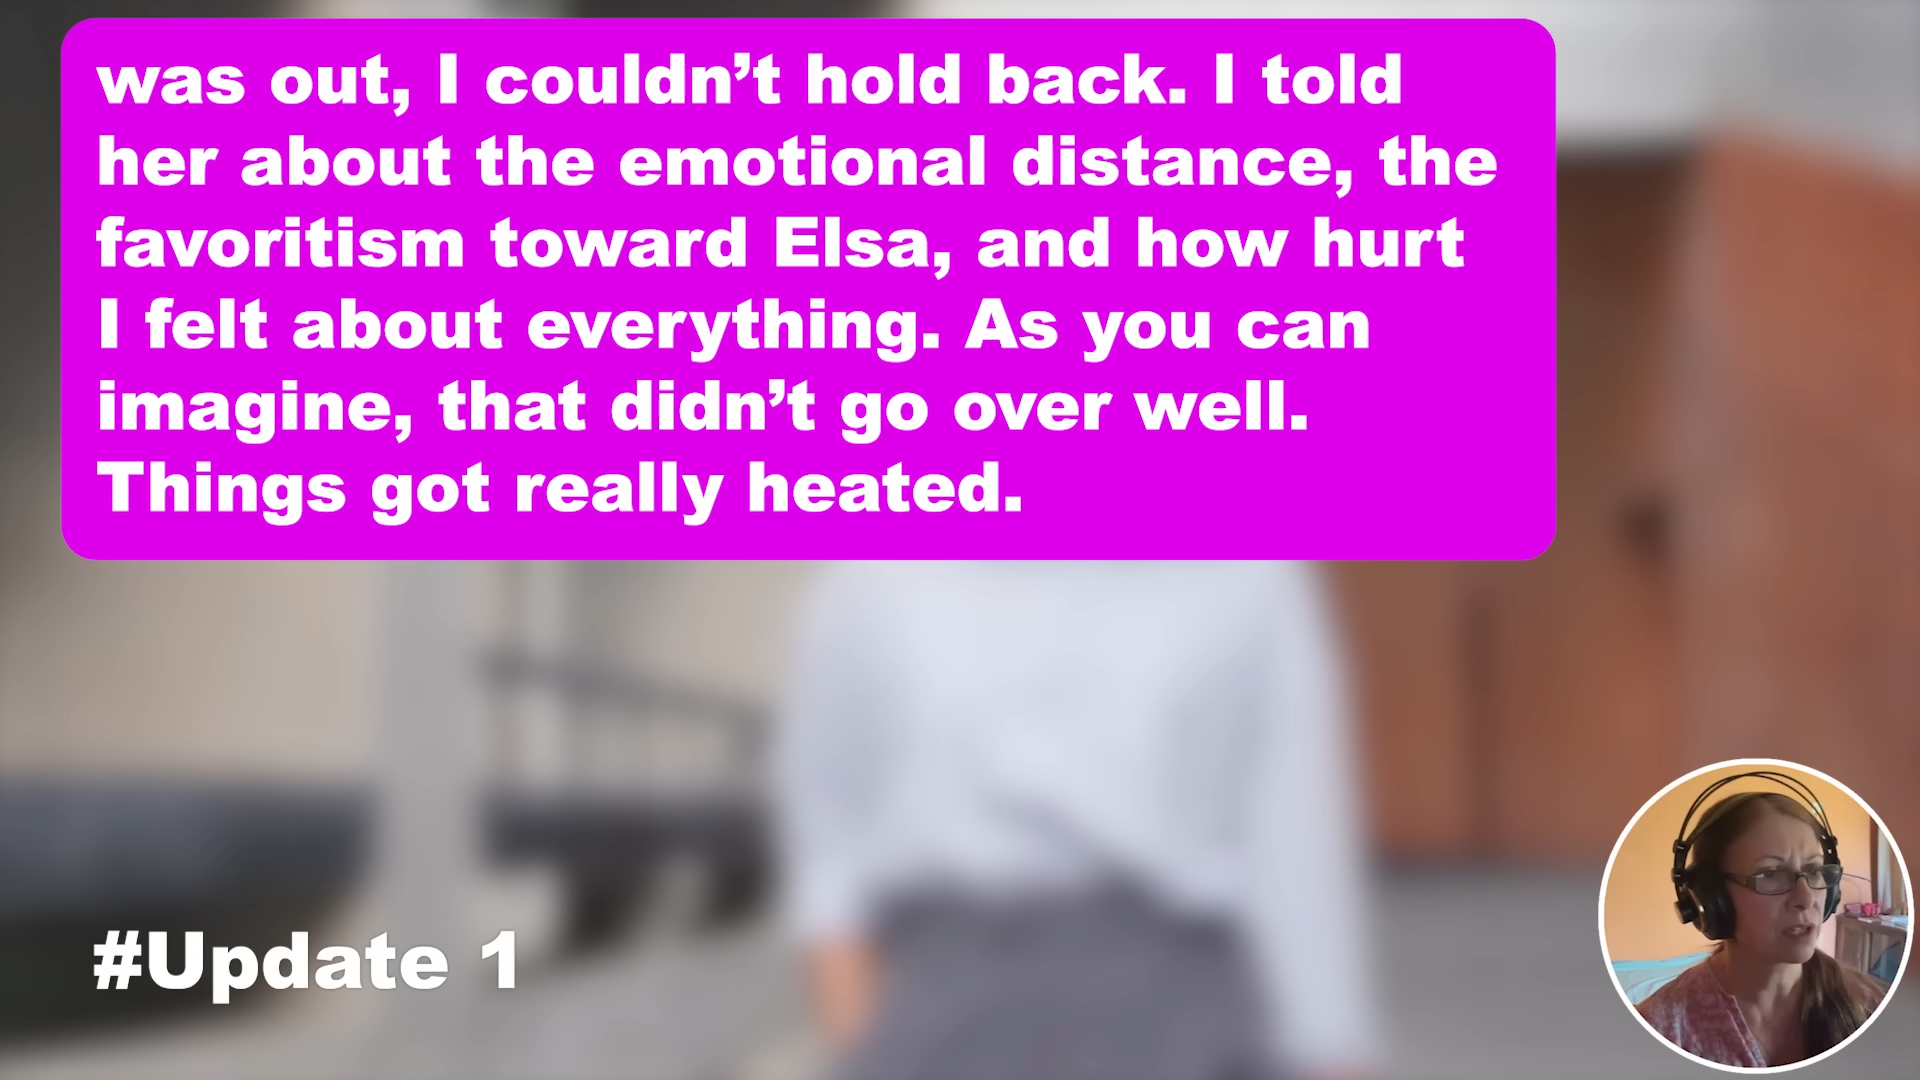 was out, I couldn’t hold back. I told
her about the emotional distance, the
favoritism toward Elsa, and how hurt
I felt about everything. As you can
imagine, that didn’t go over well.
Things got really heated.
#Update 1